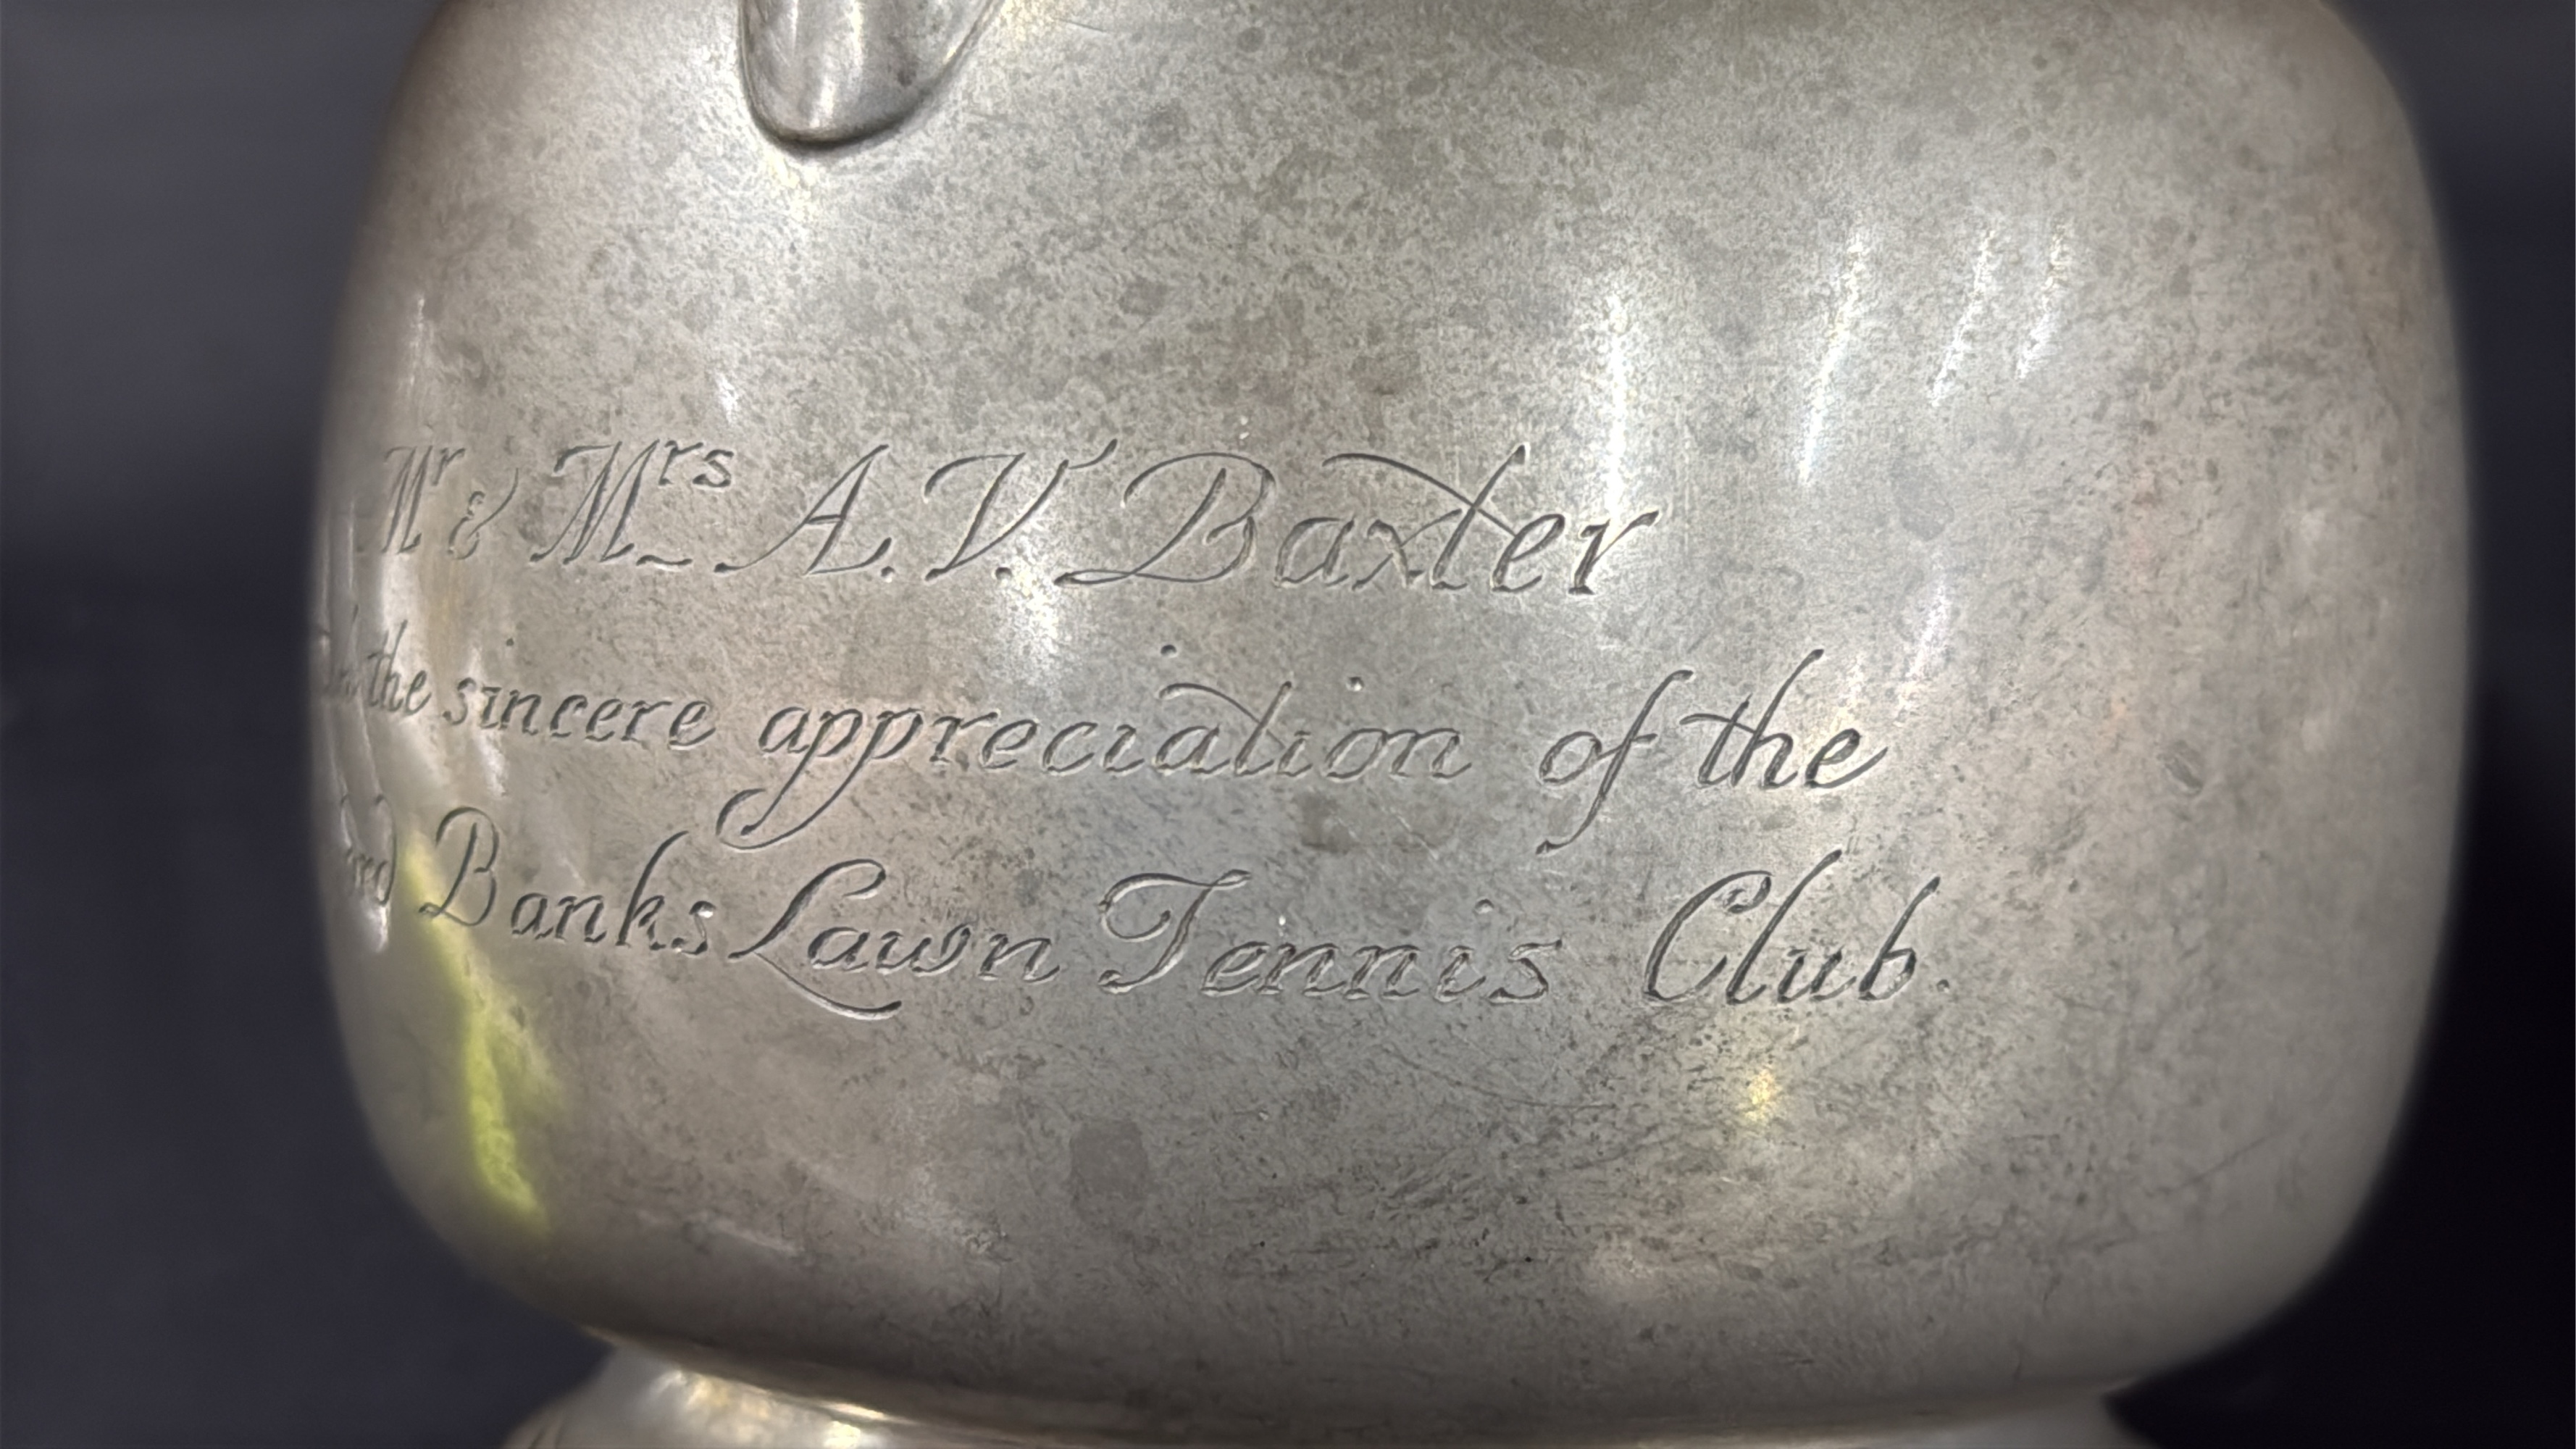 Mr & Mrs A.V. Baxter
the sincere appreciation of the
Banks Lawn Tennis Club.